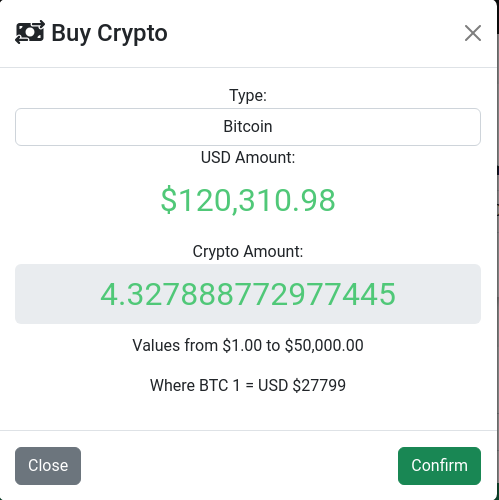 Buy Crypto
Type:
Bitcoin
USD Amount:
$120,310.98
Crypto Amount:
4.327888772977445
Values from $1.00 to $50,000.00
Where BTC 1 = USD $27799
Close
Confirm